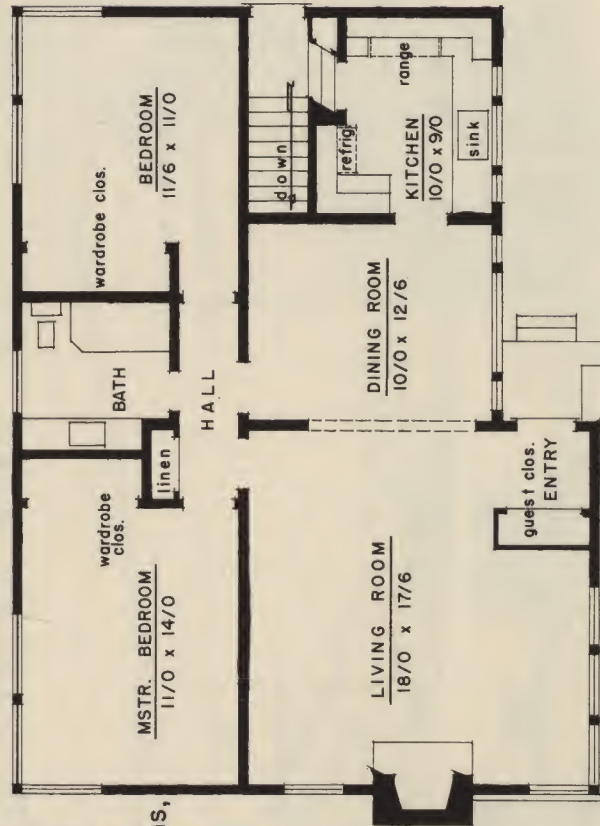 MSTR. BEDROOM
11/0 x 14/0
wardrobe
clos.
linen
BATH
wardrobe clos.
BEDROOM
11/6 x 11/0
HALL
down
refrig
range
KITCHEN
10/0 x 9/0
sink
DINING ROOM
10/0 x 12/6
LIVING ROOM
18/0 x 17/6
guest clos.
ENTRY
ns,